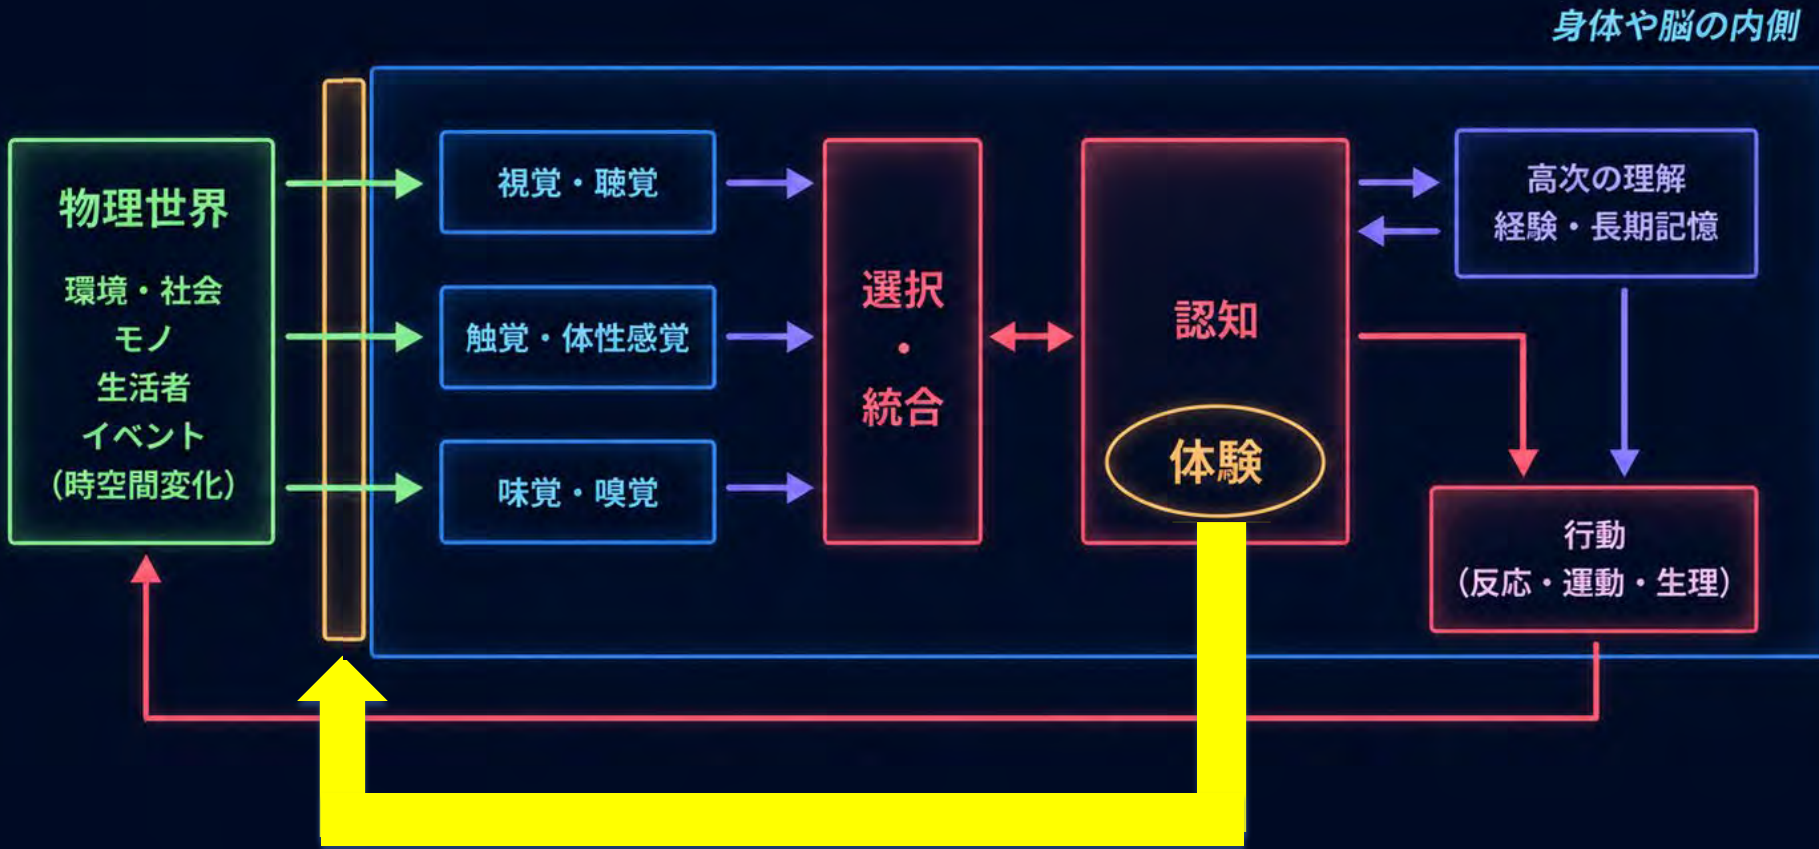 身体や脳の内側
物理世界
環境・社会
モノ
生活者
イベント
（時空間変化）
視覚・聴覚
触覚・体性感覚
味覚・嗅覚
選択
・
統合
認知
体験
高次の理解
経験・長期記憶
行動
（反応・運動・生理）